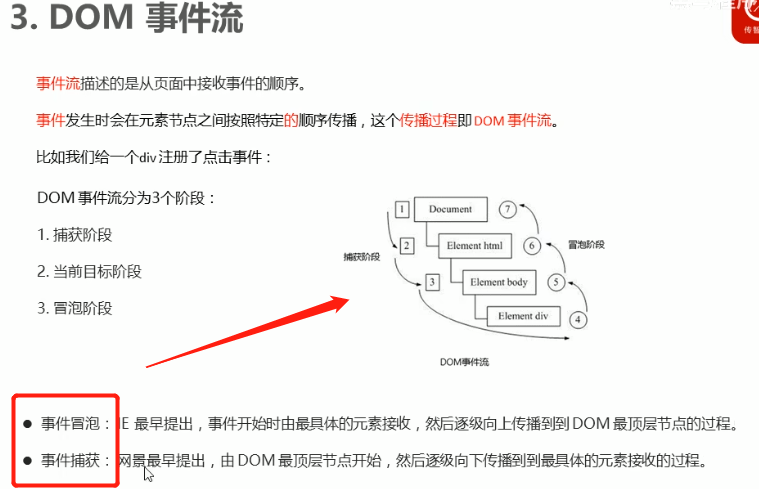 3. DOM 事件流
传智
事件流描述的是从页面中接收事件的顺序。
事件发生时会在元素节点之间按照特定的顺序传播，这个传播过程即 DOM 事件流。
比如我们给一个div 注册了点击事件：
DOM 事件流分为3个阶段：
1. 捕获阶段
2. 当前目标阶段
3. 冒泡阶段
1 Document 7
2 Element html 6 冒泡阶段
捕获阶段
3 Element body 5
Element div 4
DOM事件流
● 事件冒泡： IE 最早提出，事件开始时由最具体的元素接收，然后逐级向上传播到到 DOM 最顶层节点的过程。
● 事件捕获： 网景最早提出，由 DOM 最顶层节点开始，然后逐级向下传播到到最具体的元素接收的过程。